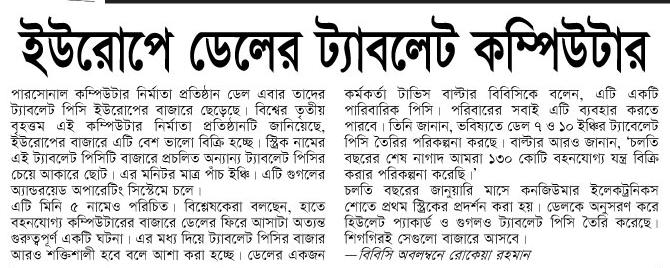 ইউরোপে ডেলের ট্যাবলেট কম্পিউটার
পারসোনাল কম্পিউটার নির্মাতা প্রতিষ্ঠান ডেল এবার তাদের
ট্যাবলেট পিসি ইউরোপের বাজারে ছেড়েছে। বিশ্বের তৃতীয়
বৃহত্তম এই কম্পিউটার নির্মাতা প্রতিষ্ঠানটি জানিয়েছে,
ইউরোপের বাজারে এটি বেশ ভালো বিক্রি হচ্ছে। স্ট্রিক নামের
এই ট্যাবলেট পিসিটি বাজারে প্রচলিত অন্যান্য ট্যাবলেট পিসির
চেয়ে আকারে ছোট। এর মনিটর মাত্র পাঁচ ইঞ্চি। এটি গুগলের
অ্যান্ডরয়েড অপারেটিং সিস্টেমে চলে।
এটি মিনি ৫ নামেও পরিচিত। বিশ্লেষকেরা বলছেন, হাতে
বহনযোগ্য কম্পিউটারের বাজারে ডেলের ফিরে আসাটা অত্যন্ত
গুরুত্বপূর্ণ একটি ঘটনা। এর মধ্য দিয়ে ট্যাবলেট পিসির বাজার
আরও শক্তিশালী হবে বলে আশা করা হচ্ছে। ডেলের একজন
কর্মকর্তা টাভিস বাল্টার বিবিসিকে বলেন, এটি একটি
পারিবারিক পিসি। পরিবারের সবাই এটি ব্যবহার করতে
পারবে। তিনি জানান, ভবিষ্যতে ডেল ৭ ও ১০ ইঞ্চির ট্যাবেলেট
পিসি তৈরির পরিকল্পনা করছে। বাল্টার আরও জানান, ‘চলতি
বছরের শেষ নাগাদ আমরা ১৩০ কোটি বহনযোগ্য যন্ত্র বিক্রি
করার পরিকল্পনা করেছি।’
চলতি বছরের জানুয়ারি মাসে কনজিউমার ইলেকট্রনিকস
শোতে প্রথম স্ট্রিকের প্রদর্শন করা হয়। ডেলকে অনুসরণ করে
হিউলেট প্যাকার্ড ও গুগলও ট্যাবলেট পিসি তৈরি করেছে।
শিগগিরই সেগুলো বাজারে আসবে।
—বিবিসি অবলম্বনে রোকেয়া রহমান